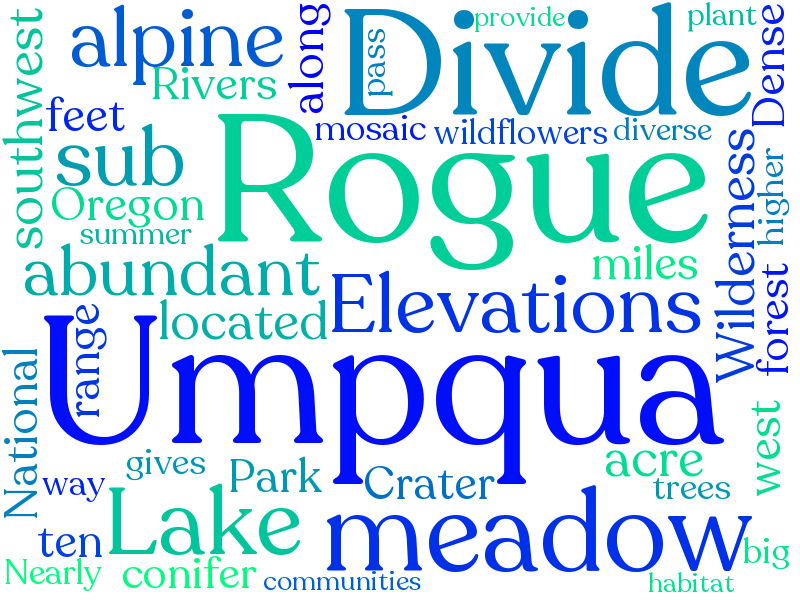 southwest
alpine
Rivers
along
pass
Divide
provide
plant
Dense
feet
mosaic
wildflowers
diverse
sub
Rogue
Wilderness
higher
Oregon
summer
miles
abundant
located
Elevations
forest
range
Umpqua
National
west
way
gives
Park
Crater
acre
trees
ten
Lake
meadow
big
Nearly
conifer
communities
habitat